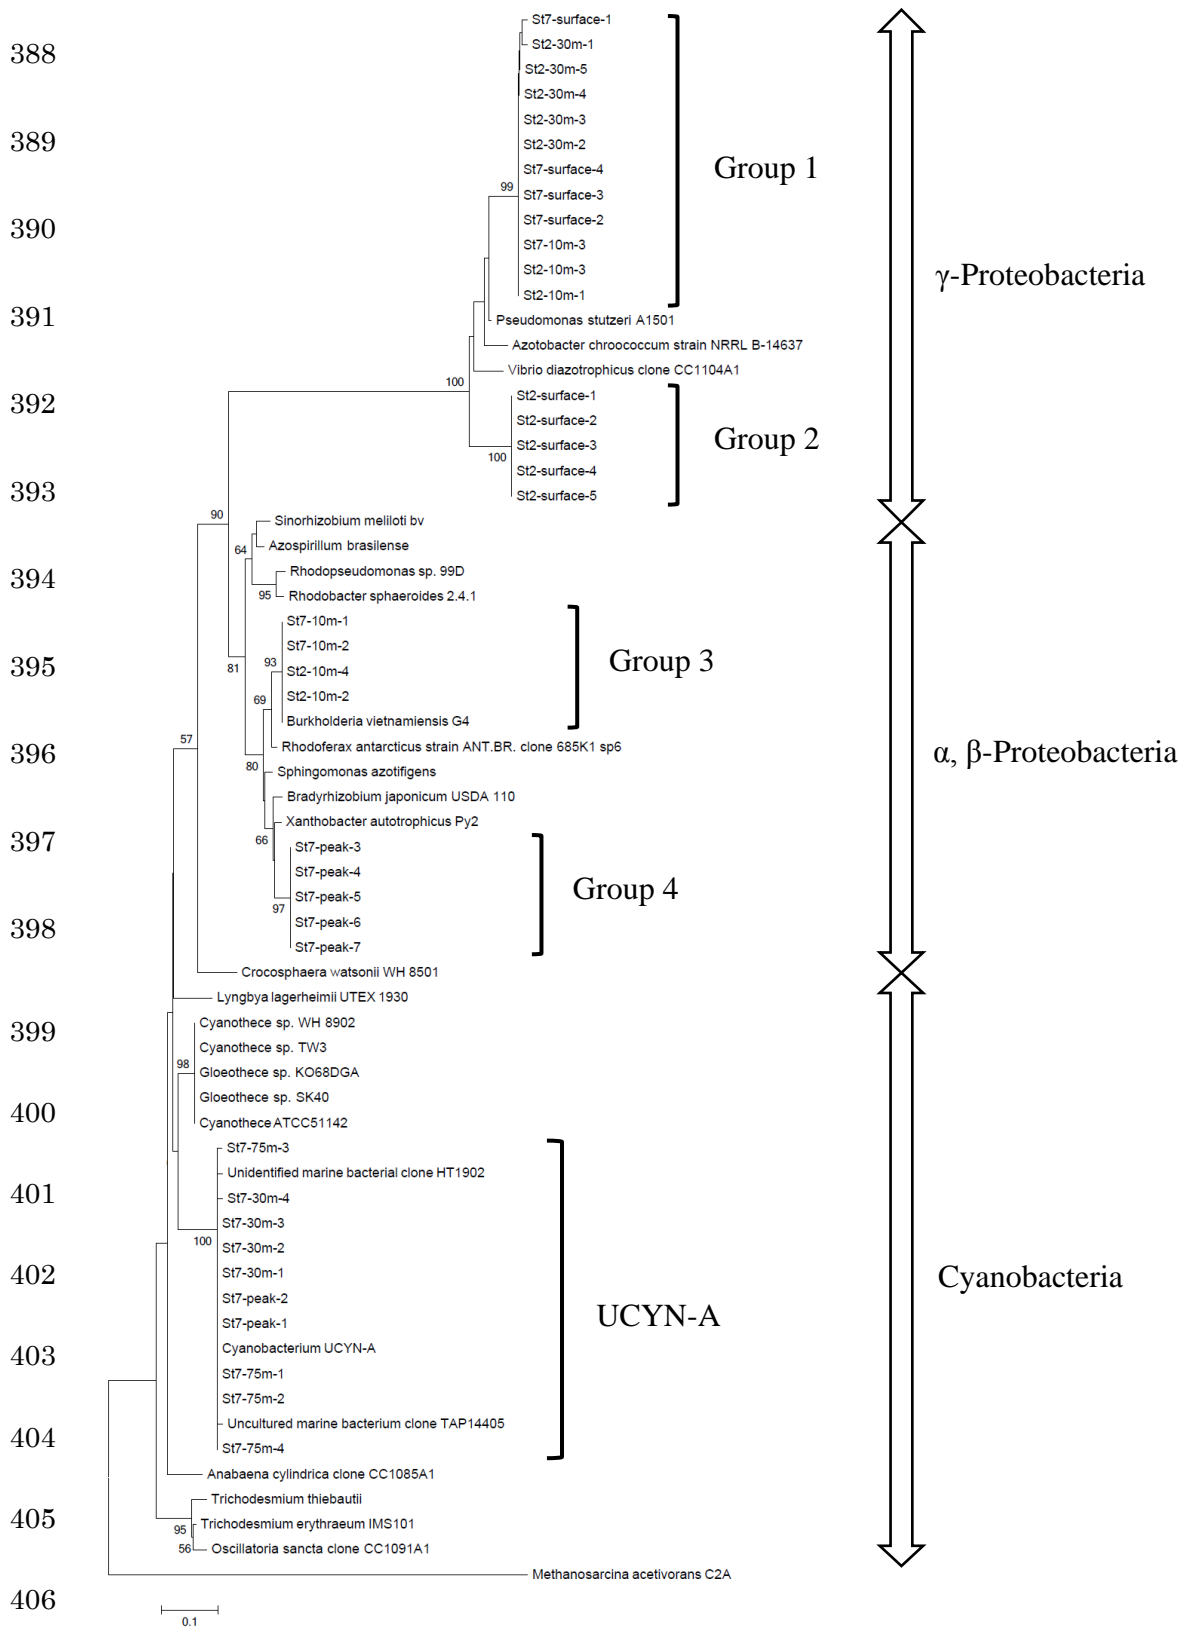 St7-surface-1
388
St2-30m-1
St2-30m-5
St2-30m-4
St2-30m-3
389
St2-30m-2
St7-surface-4
Group 1
99
St7-surface-3
St7-surface-2
390
St7-10m-3
St2-10m-3
γ-Proteobacteria
St2-10m-1
391
Pseudomonas stutzeri A1501
Azotobacter chroococcum strain NRRL B-14637
Vibrio diazotrophicus clone CC1104A1
100
392
St2-surface-1
St2-surface-2
St2-surface-3
Group 2
100
St2-surface-4
393
St2-surface-5
90
Sinorhizobium meliloti bv
64
Azospirillum brasilense
394
Rhodopseudomonas sp. 99D
95
Rhodobacter sphaeroides 2.4.1
St7-10m-1
St7-10m-2
395
81
93
St2-10m-4
Group 3
69
St2-10m-2
Burkholderia vietnamiensis G4
57
Rhodoferax antarcticus strain ANT.BR. clone 685K1 sp6
396
α, β-Proteobacteria
80
Sphingomonas azotifigens
Bradyrhizobium japonicum USDA 110
Xanthobacter autotrophicus Py2
397
66
St7-peak-3
St7-peak-4
St7-peak-5
Group 4
97
St7-peak-6
398
St7-peak-7
Crocosphaera watsonii WH 8501
Lyngbya lagerheimii UTEX 1930
399
Cyanothece sp. WH 8902
Cyanothece sp. TW3
98
Gloeothece sp. KO68DGA
Gloeothece sp. SK40
400
Cyanothece ATCC51142
St7-75m-3
Unidentified marine bacterial clone HT1902
401
St7-30m-4
St7-30m-3
100
St7-30m-2
402
St7-30m-1
Cyanobacteria
St7-peak-2
St7-peak-1
UCYN-A
403
Cyanobacterium UCYN-A
St7-75m-1
St7-75m-2
404
Uncultured marine bacterium clone TAP14405
St7-75m-4
Anabaena cylindrica clone CC1085A1
Trichodesmium thiebautii
405
95
Trichodesmium erythraeum IMS101
56
Oscillatoria sancta clone CC1091A1
Methanosarcina acetivorans C2A
406
0.1